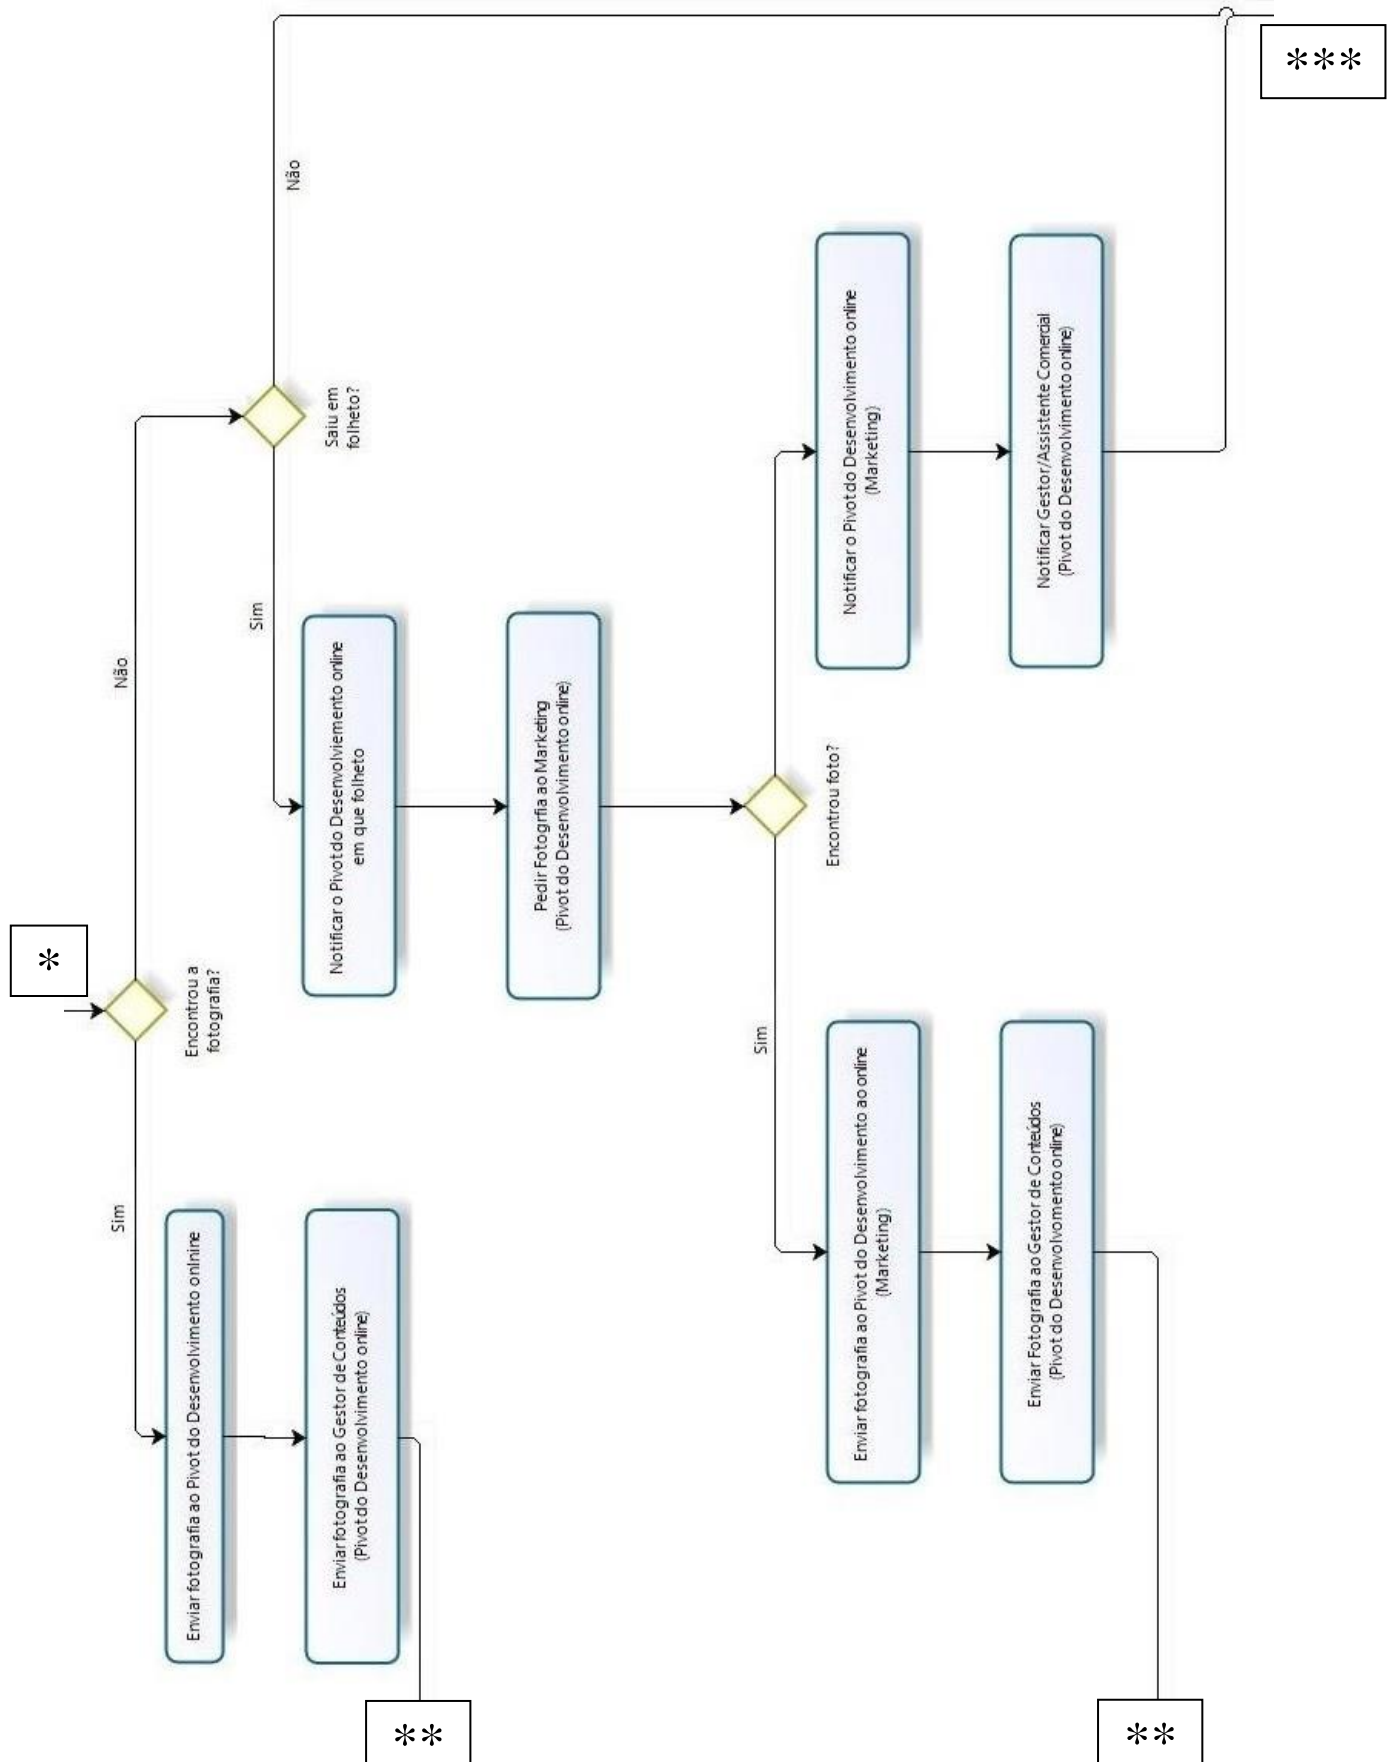 *
Encontrou a
fotografia?
Sim
Não
Enviar fotografia ao Pivot do Desenvolvimento onlnine
Enviar fotografia ao Gestor de Conteúdos
(Pivot do Desenvolvimento online)
**
Saiu em
folheto?
Sim
Não
Notificar o Pivot do Desenvolviemento online
em que folheto
Pedir Fotogrfia ao Marketing
(Pivot do Desenvolvimento online)
Encontrou foto?
Sim
Enviar fotografia ao Pivot do Desenvolvimento ao online
(Marketing)
Enviar Fotografia ao Gestor de Conteúdos
(Pivot do Desenvolvomento online)
**
Notificar o Pivot do Desenvolvimento online
(Marketing)
Notificar Gestor/Assistente Comercial
(Pivot do Desenvolvimento online)
***